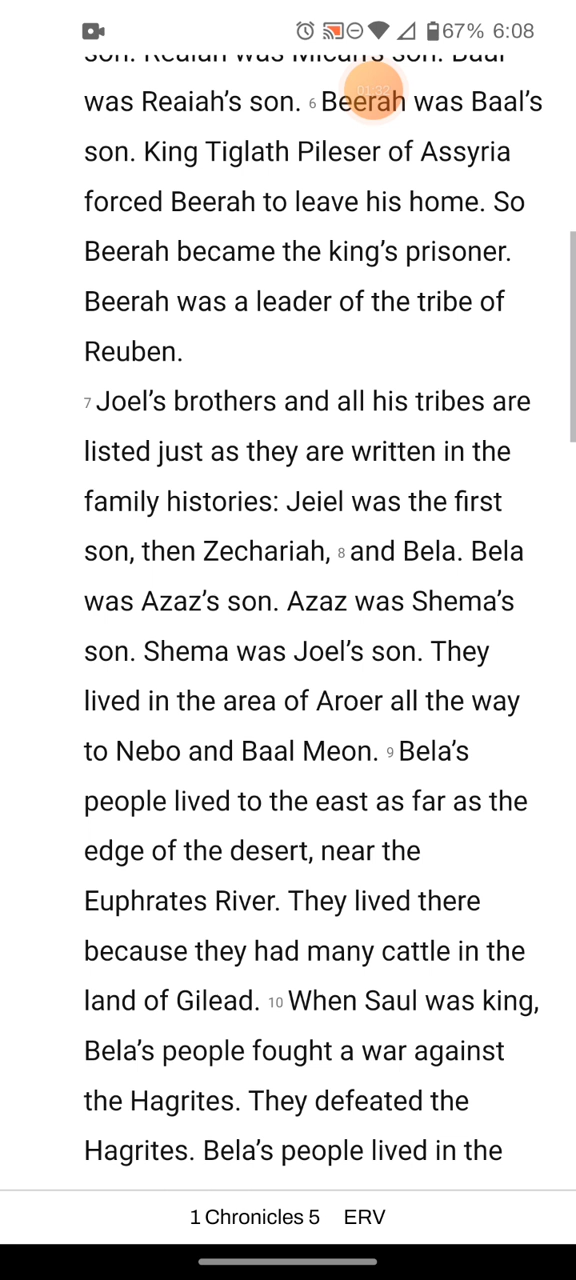 67% 6:08
son. Reaiah was Micah's son. Baal
was Reaiah's son. 6 Beerah was Baal's
son. King Tiglath Pileser of Assyria
forced Beerah to leave his home. So
Beerah became the king's prisoner.
Beerah was a leader of the tribe of
Reuben.
7 Joel's brothers and all his tribes are
listed just as they are written in the
family histories: Jeiel was the first
son, then Zechariah, 8 and Bela. Bela
was Azaz's son. Azaz was Shema's
son. Shema was Joel's son. They
lived in the area of Aroer all the way
to Nebo and Baal Meon. 9 Bela's
people lived to the east as far as the
edge of the desert, near the
Euphrates River. They lived there
because they had many cattle in the
land of Gilead. 10 When Saul was king,
Bela's people fought a war against
the Hagrites. They defeated the
Hagrites. Bela's people lived in the
1 Chronicles 5 ERV